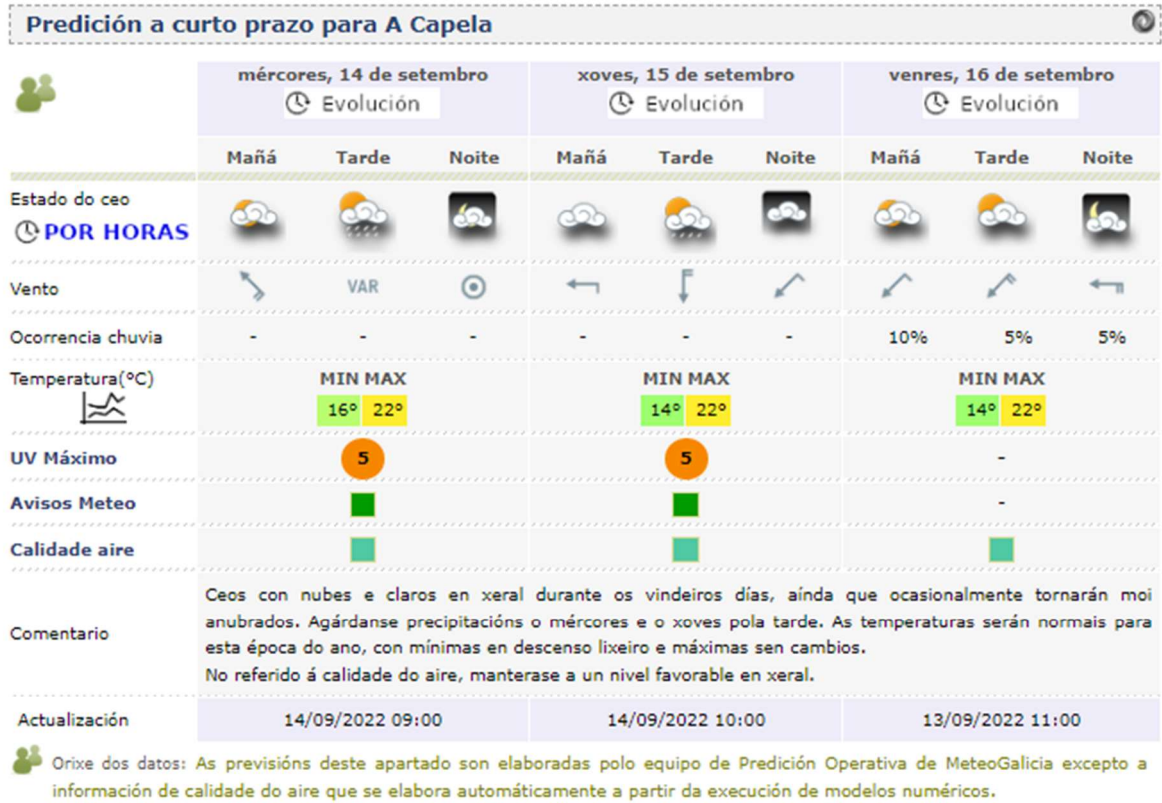 Predición a curto prazo para A Capela
mércores, 14 de setembro xoves, 15 de setembro venres, 16 de setembro
Evolución Evolución Evolución
Mañá Tarde Noite Mañá Tarde Noite Mañá Tarde Noite
Estado do ceo
POR HORAS
Vento VAR
Ocorrencia chuvia - - - - - - 10% 5% 5%
Temperatura(ºC) MIN MAX MIN MAX MIN MAX
16º 22º 14º 22º 14º 22º
UV Máximo 5 5 -
Avisos Meteo -
Calidade aire
Ceos con nubes e claros en xeral durante os vindeiros días, aínda que ocasionalmente tornarán moi
anubrados. Agárdanse precipitacións o mércores e o xoves pola tarde. As temperaturas serán normais para
Comentario
esta época do ano, con mínimas en descenso lixeiro e máximas sen cambios.
No referido á calidade do aire, manterase a un nivel favorable en xeral.
Actualización 14/09/2022 09:00 14/09/2022 10:00 13/09/2022 11:00
Orixe dos datos: As previsións deste apartado son elaboradas polo equipo de Predición Operativa de MeteoGalicia excepto a
información de calidade do aire que se elabora automáticamente a partir da execución de modelos numéricos.